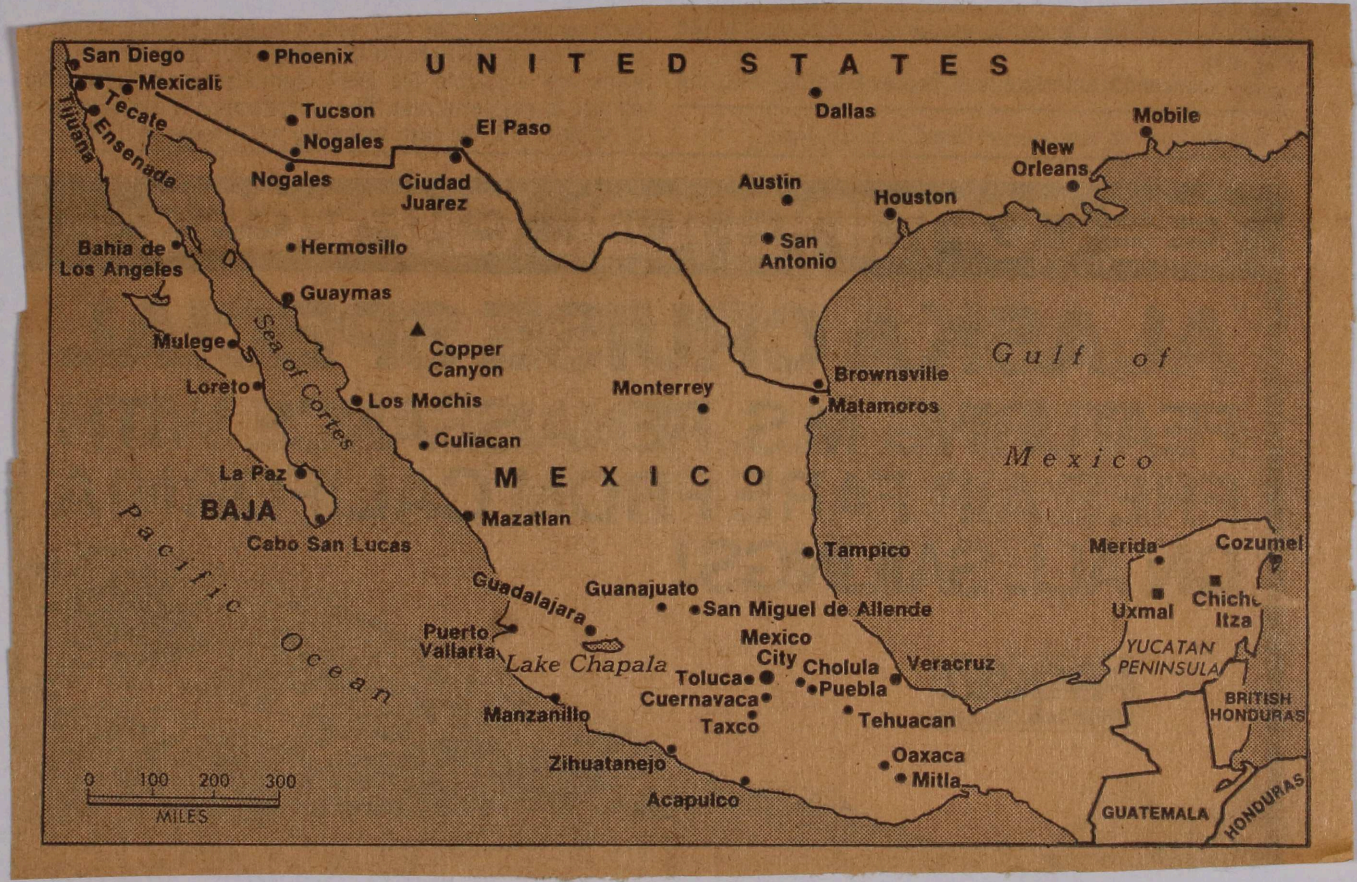 San Diego
Phoenix
UNITED STATES
Mexicali
Tecate
Tijuana
Ensenada
Tucson
Nogales
Nogales
El Paso
Ciudad
Juarez
Dallas
Mobile
New
Orleans
Austin
Houston
San
Antonio
Bahia de
Los Angeles
Hermosillo
Guaymas
Sea of Cortes
Copper
Canyon
Mulege
Loreto
Los Mochis
Monterrey
Brownsville
Matamoros
Gulf of
Mexico
Culiacan
La Paz
MEXICO
BAJA
Cabo San Lucas
Mazatlan
Pacific
Ocean
Tampico
Merida
Cozumel
Guadalajara
Guanajuato
San Miguel de Allende
Uxmal
Itza
Puerto
Vallarta
Lake Chapala
Mexico
City
YUCATAN
PENINSULA
Toluca
Cholula
Puebla
Veracruz
Cuernavaca
Taxco
Tehuacan
BRITISH
HONDURAS
Manzanillo
Zihuatanejo
Oaxaca
Mitla
Acapulco
GUATEMALA
HONDURAS
0 100 200 300
MILES